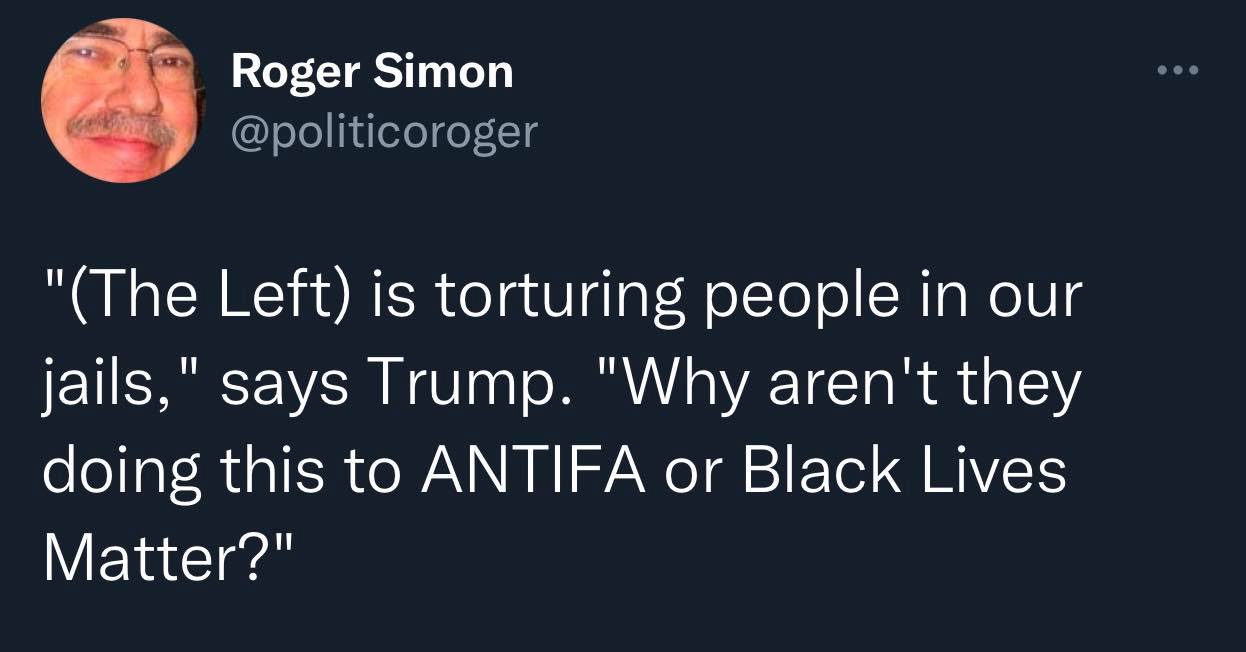 Roger Simon
@politicoroger
"(The Left) is torturing people in our
jails," says Trump. "Why aren't they
doing this to ANTIFA or Black Lives
Matter?"